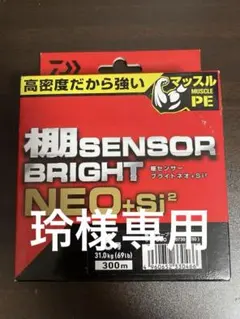 DAIWA
高密度だから強い
マッスル
MUSCLE
PE
棚SENSOR
BRIGHT
棚センサー
ブライトネオ+Si²
NEO+Si²
玲様専用
31.0kg(69lb)
300m